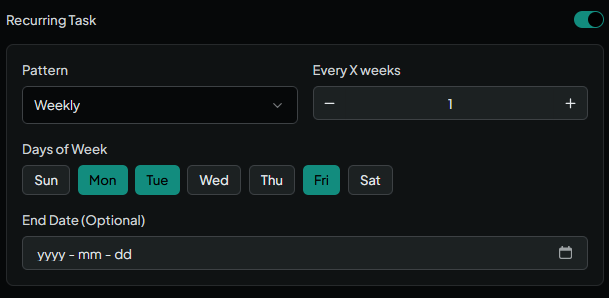 Recurring Task
Pattern Every X weeks
Weekly − 1 +
Days of Week
Sun Mon Tue Wed Thu Fri Sat
End Date (Optional)
yyyy - mm - dd